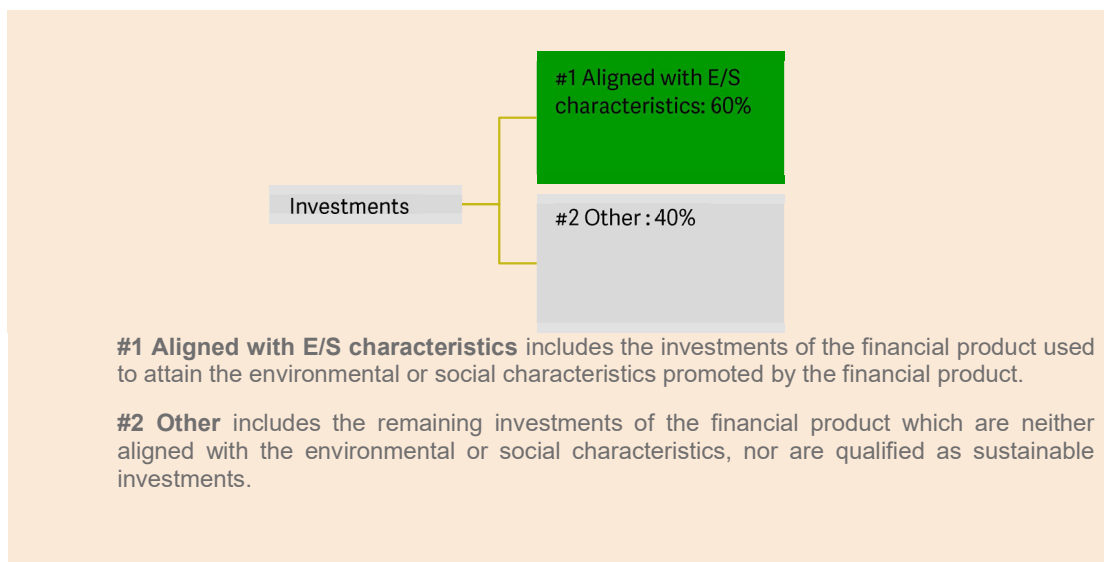 #1 Aligned with E/S
characteristics: 60%
Investments
#2 Other : 40%
#1 Aligned with E/S characteristics includes the investments of the financial product used
to attain the environmental or social characteristics promoted by the financial product.
#2 Other includes the remaining investments of the financial product which are neither
aligned with the environmental or social characteristics, nor are qualified as sustainable
investments.